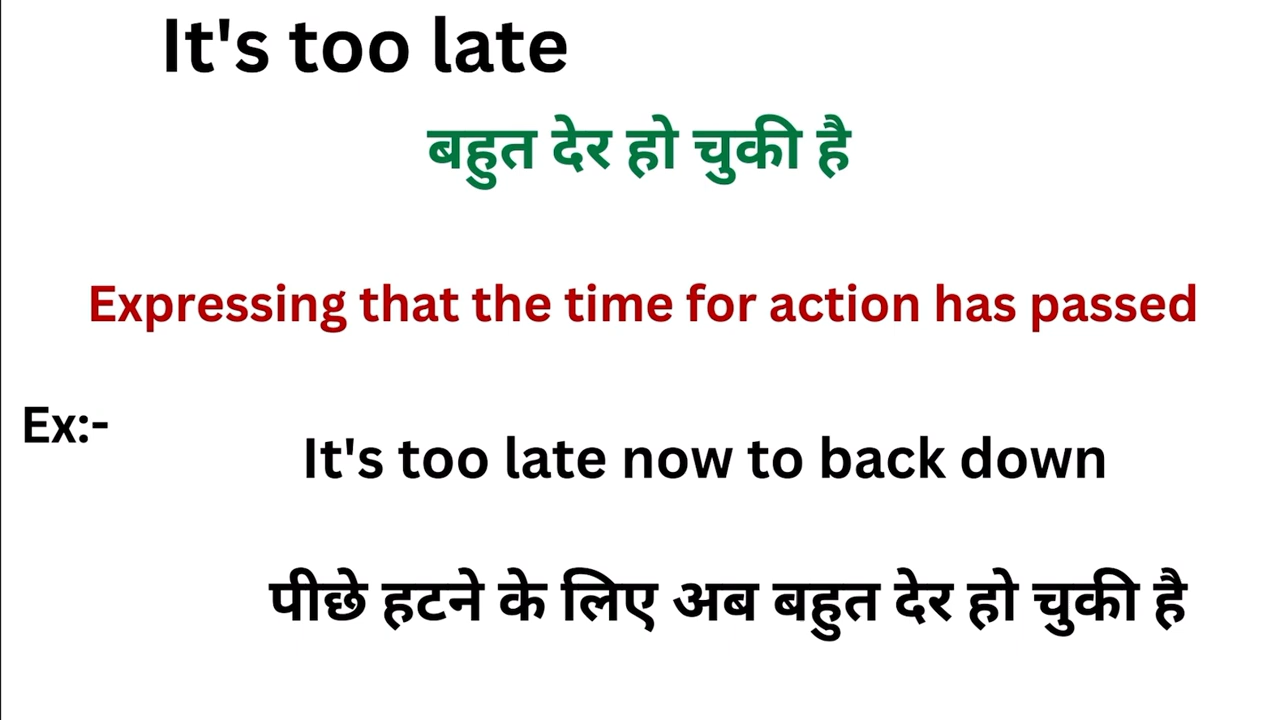 It's too late
बहुत देर हो चुकी है
Expressing that the time for action has passed
Ex:-
It's too late now to back down
पीछे हटने के लिए अब बहुत देर हो चुकी है